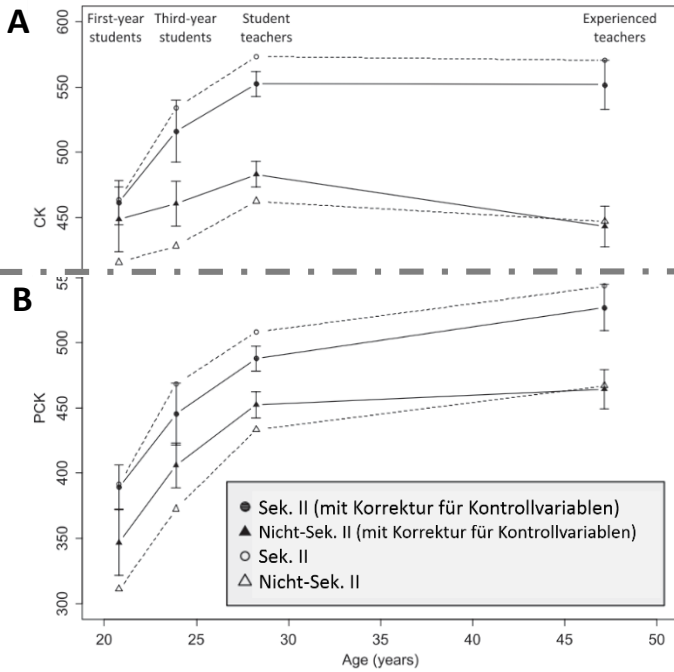 A
First-year students
Third-year students
Student teachers
Experienced teachers
600
550
500
450
CK
B
55
500
450
400
350
300
PCK
Sek. II (mit Korrektur für Kontrollvariablen)
Nicht-Sek. II (mit Korrektur für Kontrollvariablen)
Sek. II
Nicht-Sek. II
20
25
30
35
40
45
50
Age (years)